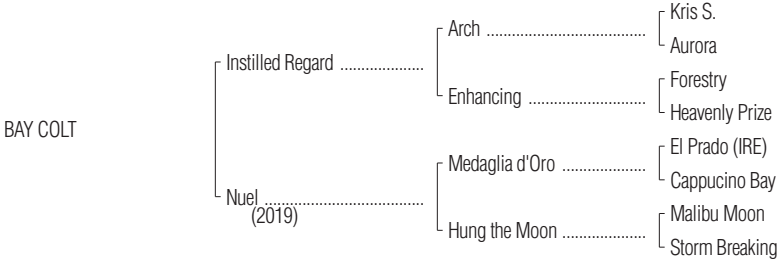 Kris S.
Arch ......................................
Aurora
Instilled Regard ...................
Forestry
Enhancing ...........................
Heavenly Prize
BAY COLT
El Prado (IRE)
Medaglia d'Oro ...................
Cappucino Bay
Nuel ......................................
(2019)
Malibu Moon
Hung the Moon ...................
Storm Breaking